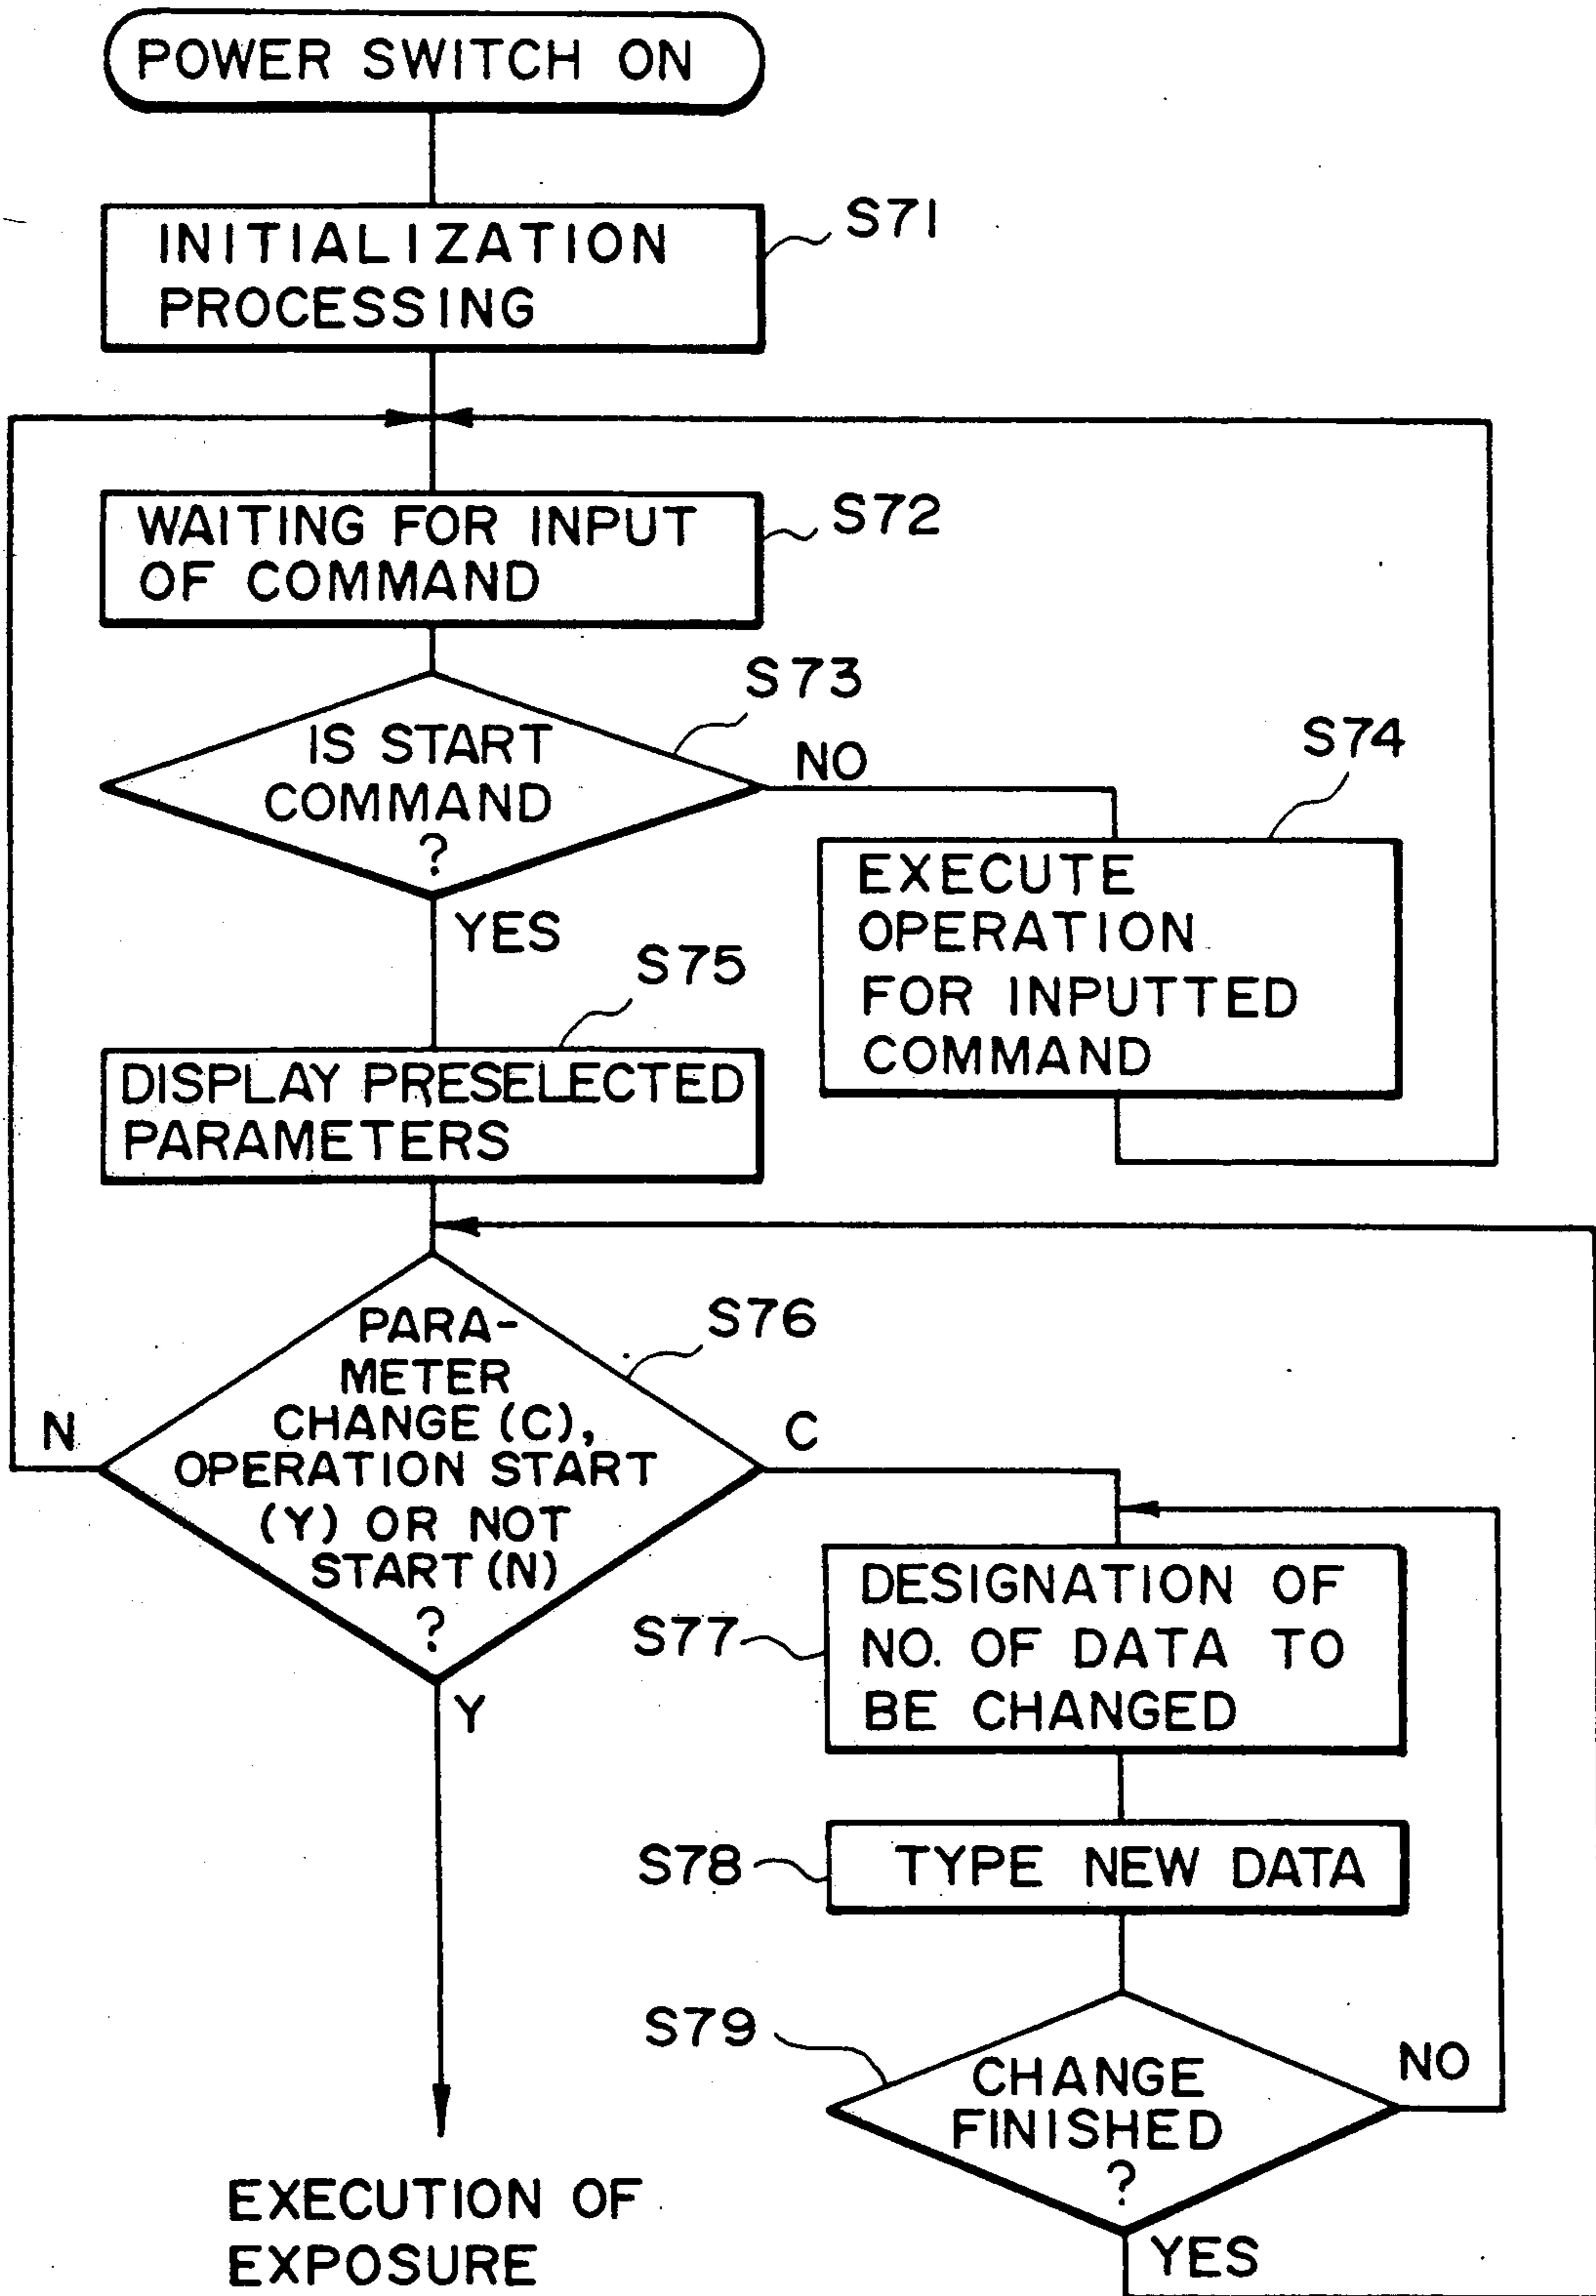 POWER SWITCH ON
INITIALIZATION
PROCESSING
S71
WAITING FOR INPUT
OF COMMAND
S72
IS START
COMMAND
?
S73
NO
YES
S74
EXECUTE
OPERATION
FOR INPUTTED
COMMAND
S75
DISPLAY PRESELECTED
PARAMETERS
PARA-
METER
CHANGE (C),
OPERATION START
(Y) OR NOT
START (N)
?
S76
N
C
Y
S77
DESIGNATION OF
NO. OF DATA TO
BE CHANGED
S78
TYPE NEW DATA
S79
CHANGE
FINISHED
?
NO
YES
EXECUTION OF
EXPOSURE